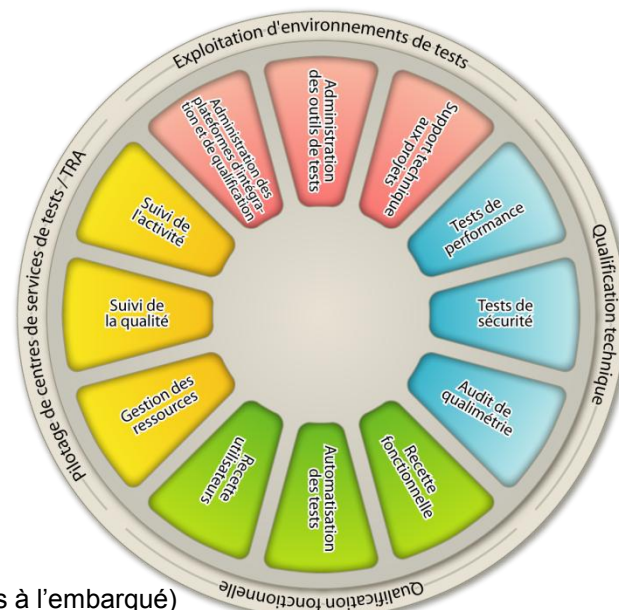 Exploitation d'environnements de tests
Administration des
plateformes d'intégra-
tion et de qualification
Administration
des outils de tests
Support technique
aux projets
Tests de
performance
Tests de
sécurité
Audit de
qualimétrie
Qualification technique
Recette
fonctionnelle
Automatisation
des tests
Recette
utilisateurs
Qualification fonctionnelle
Gestion des
ressources
Suivi de
la qualité
Suivi de
l'activité
Pilotage de centres de services de tests / TRA
à l’embarqué)